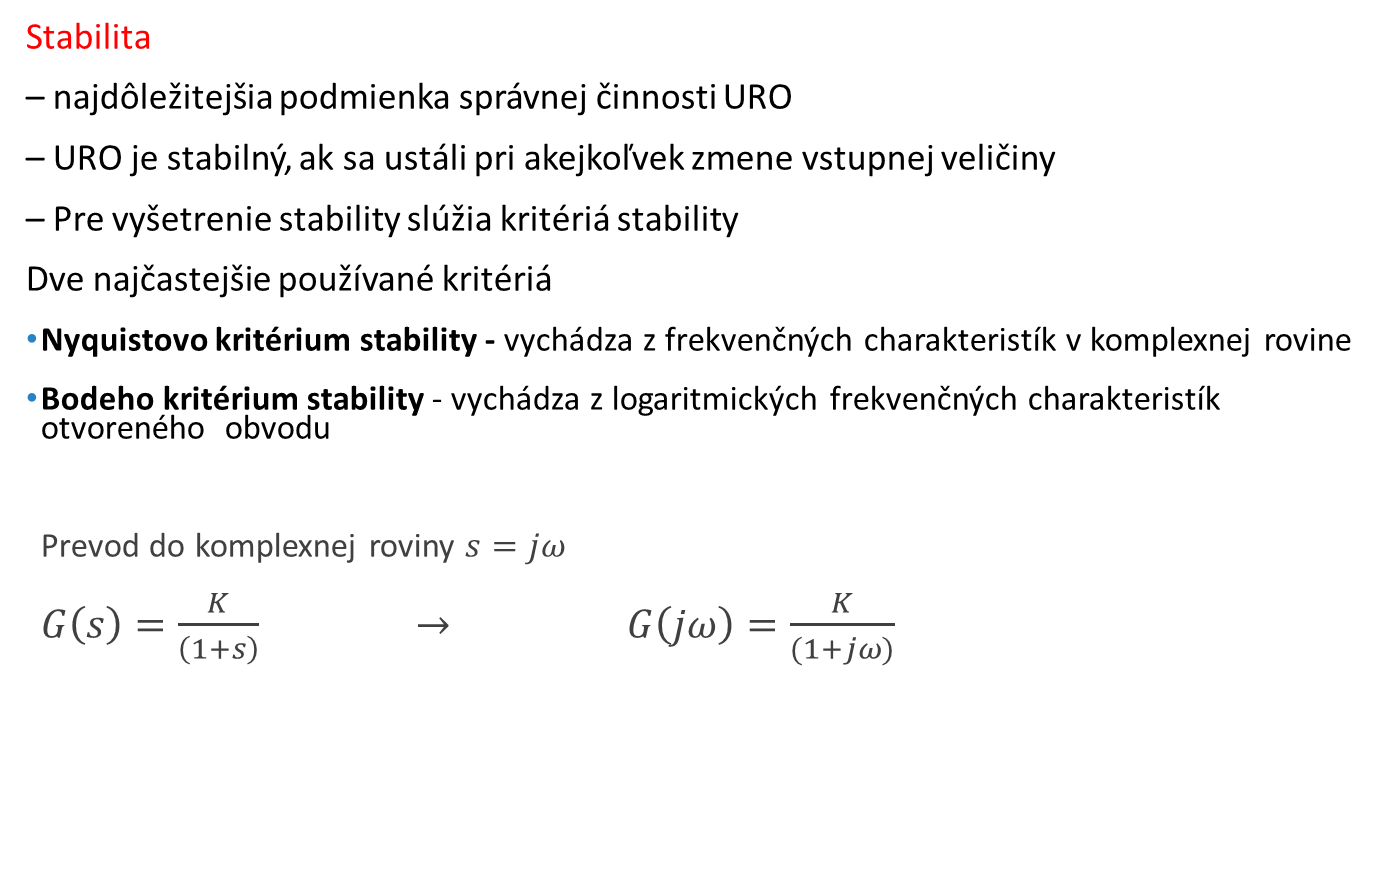 Stabilita
– najdôležitejšia podmienka správnej činnosti URO
– URO je stabilný, ak sa ustáli pri akejkoľvek zmene vstupnej veličiny
– Pre vyšetrenie stability slúžia kritériá stability
Dve najčastejšie používané kritériá
•Nyquistovo kritérium stability - vychádza z frekvenčných charakteristík v komplexnej rovine
•Bodeho kritérium stability - vychádza z logaritmických frekvenčných charakteristík
otvoreného obvodu
Prevod do komplexnej roviny s = jω
G(s) = K/(1+s) → G(jω) = K/(1+jω)